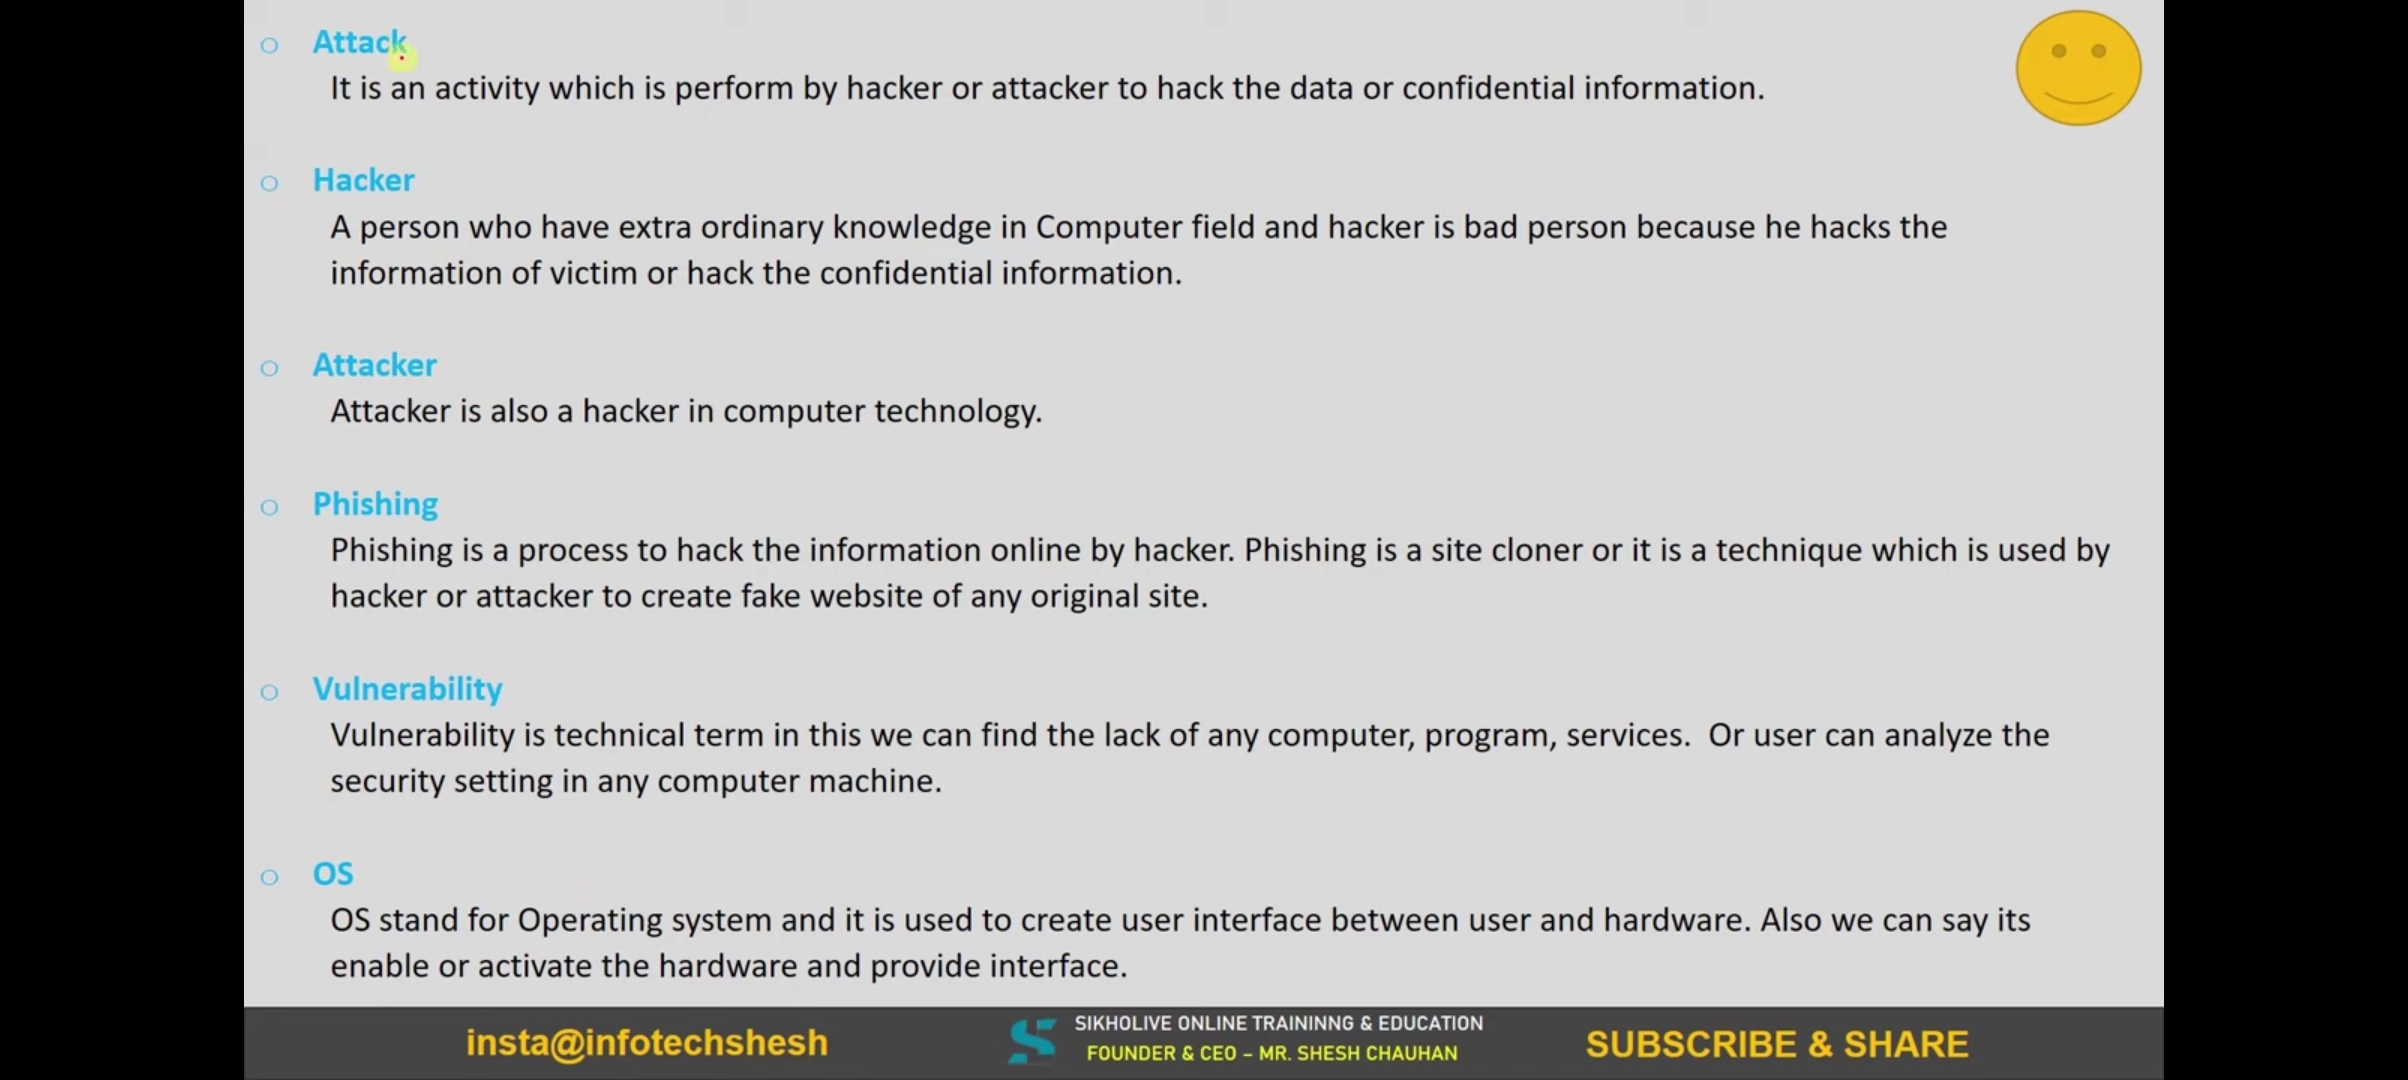 Attack
It is an activity which is perform by hacker or attacker to hack the data or confidential information.
Hacker
A person who have extra ordinary knowledge in Computer field and hacker is bad person because he hacks the
information of victim or hack the confidential information.
Attacker
Attacker is also a hacker in computer technology.
Phishing
Phishing is a process to hack the information online by hacker. Phishing is a site cloner or it is a technique which is used by
hacker or attacker to create fake website of any original site.
Vulnerability
Vulnerability is technical term in this we can find the lack of any computer, program, services.  Or user can analyze the
security setting in any computer machine.
OS
OS stand for Operating system and it is used to create user interface between user and hardware. Also we can say its
enable or activate the hardware and provide interface.
insta@infotechshesh
SIKHOLIVE ONLINE TRAININNG & EDUCATION
FOUNDER & CEO – MR. SHESH CHAUHAN
SUBSCRIBE & SHARE